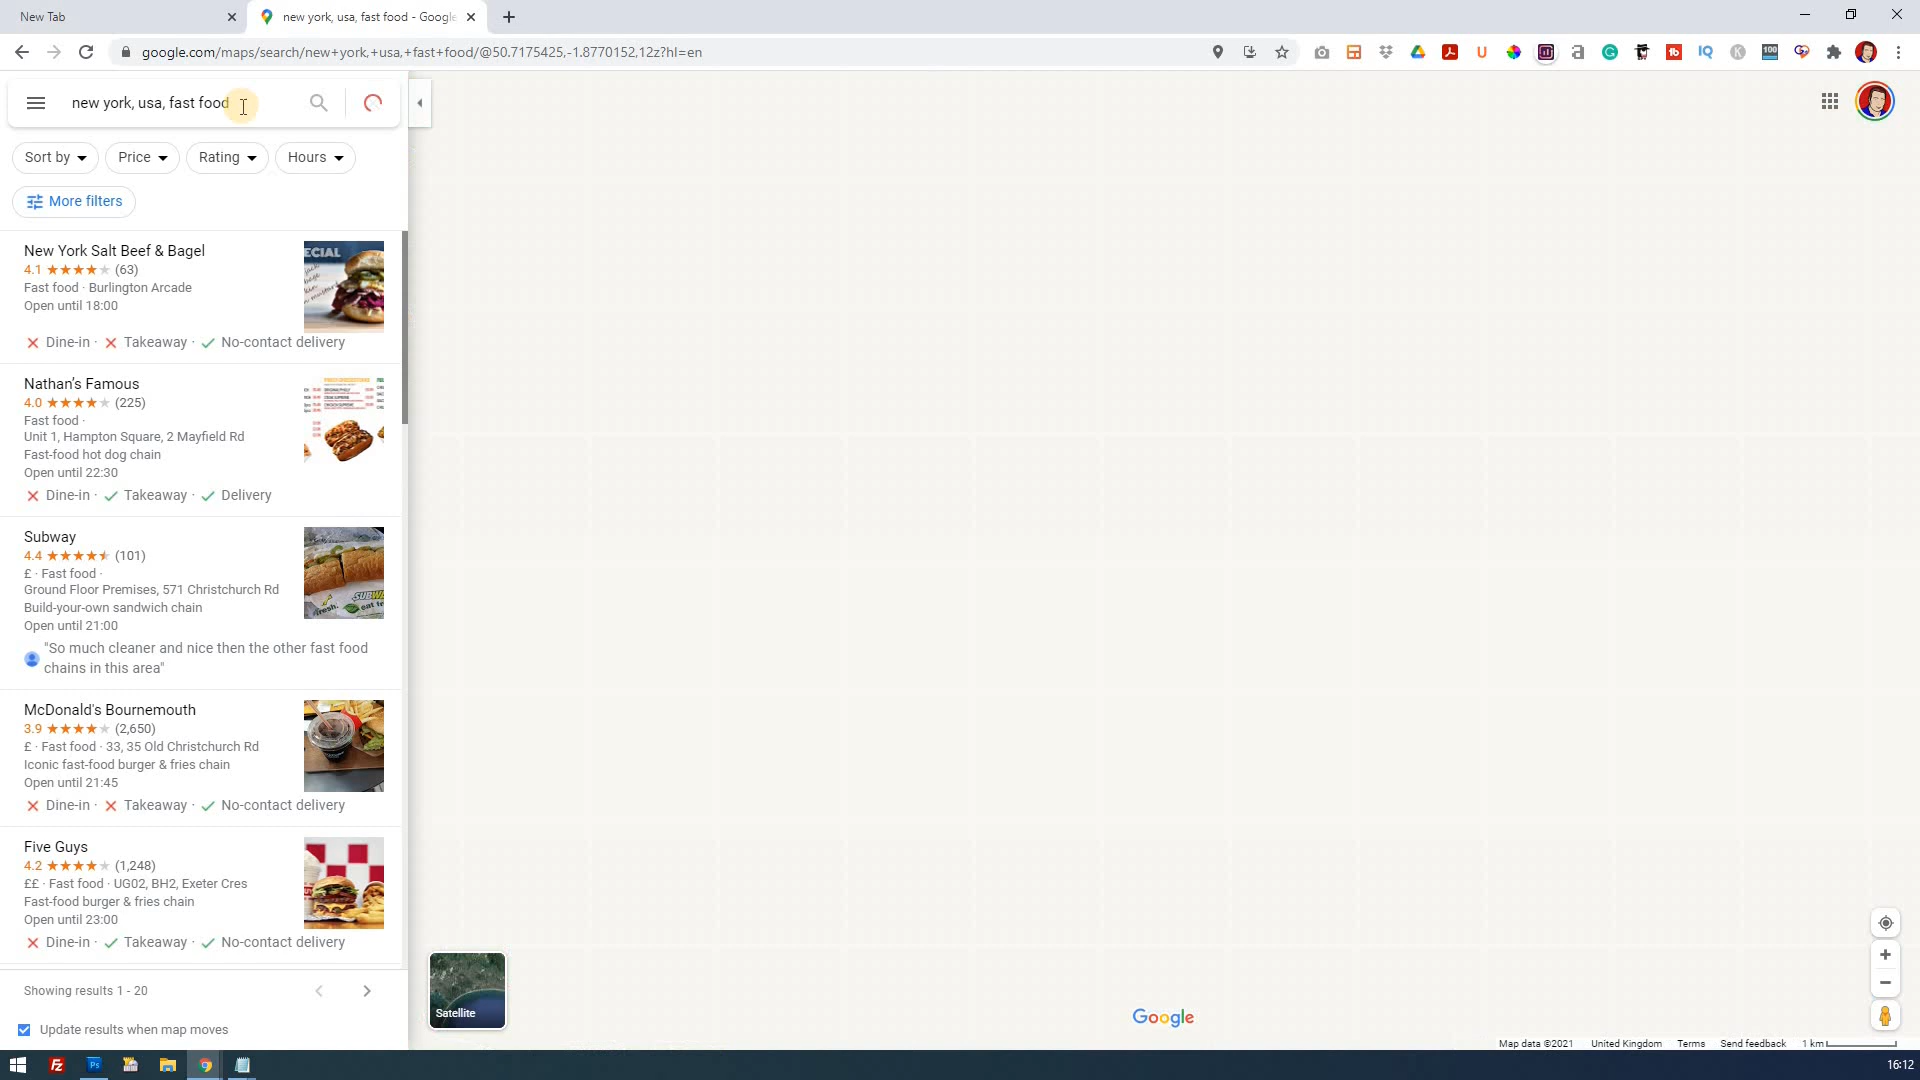 New Tab
new york, usa, fast food - Google
google.com/maps/search/new+york,+usa,+fast+food/@50.7175425,-1.8770152,12z?hl=en
new york, usa, fast food
Sort by
Price
Rating
Hours
More filters
New York Salt Beef & Bagel
4.1 (63)
Fast food · Burlington Arcade
Open until 18:00
Dine-in · Takeaway · No-contact delivery
Nathan's Famous
4.0 (225)
Fast food ·
Unit 1, Hampton Square, 2 Mayfield Rd
Fast-food hot dog chain
Open until 22:30
Dine-in · Takeaway · Delivery
Subway
4.4 (101)
£ · Fast food ·
Ground Floor Premises, 571 Christchurch Rd
Build-your-own sandwich chain
Open until 21:00
"So much cleaner and nice then the other fast food
chains in this area"
McDonald's Bournemouth
3.9 (2,650)
£ · Fast food · 33, 35 Old Christchurch Rd
Iconic fast-food burger & fries chain
Open until 21:45
Dine-in · Takeaway · No-contact delivery
Five Guys
4.2 (1,248)
££ · Fast food · UG02, BH2, Exeter Cres
Fast-food burger & fries chain
Open until 23:00
Dine-in · Takeaway · No-contact delivery
Showing results 1 - 20
Update results when map moves
Satellite
Google
Map data ©2021 United Kingdom Terms Send feedback 1 km
16:12